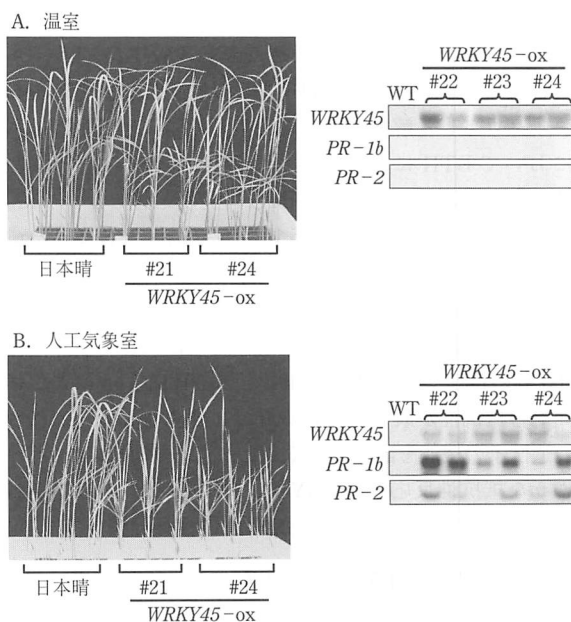 A. 温室
WRKY45-ox
WT #22 #23 #24
WRKY45
PR-1b
PR-2
日本晴 #21 #24
WRKY45-ox
B. 人工気象室
WRKY45-ox
WT #22 #23 #24
WRKY45
PR-1b
PR-2
日本晴 #21 #24
WRKY45-ox